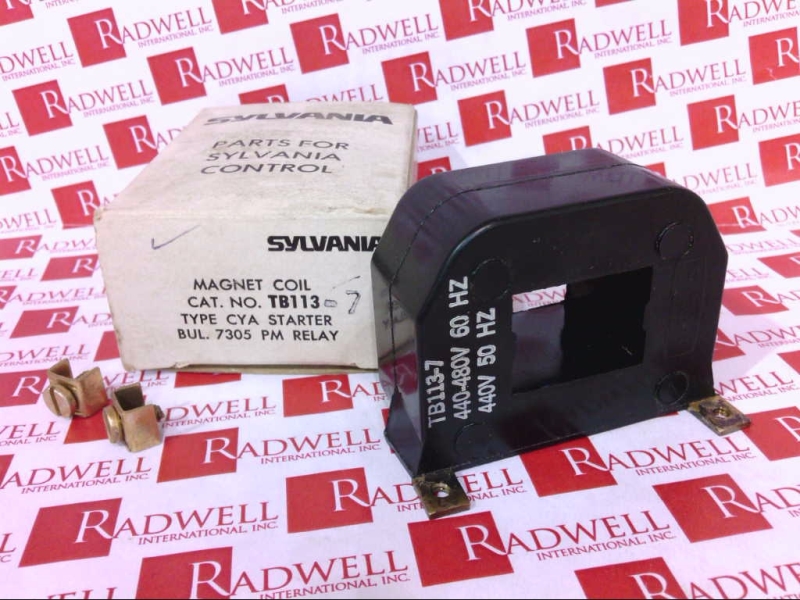 SYLVANIA
PARTS FOR
SYLVANIA
CONTROL
SYLVANIA
MAGNET COIL
CAT. NO. TB113-7
TYPE CYA STARTER
BUL. 7305 PM RELAY
TB113-7
440-480V 60 HZ
440V 50 HZ
RADWELL
INTERNATIONAL, INC.